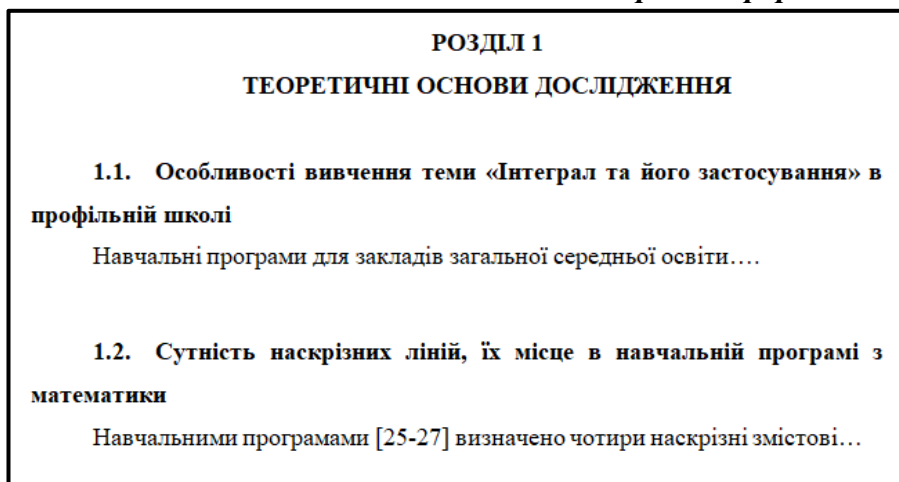 РОЗДІЛ 1
ТЕОРЕТИЧНІ ОСНОВИ ДОСЛІДЖЕННЯ
1.1. Особливості вивчення теми «Інтеграл та його застосування» в
профільній школі
Навчальні програми для закладів загальної середньої освіти….
1.2. Сутність наскрізних ліній, їх місце в навчальній програмі з
математики
Навчальними програмами [25-27] визначено чотири наскрізні змістові…